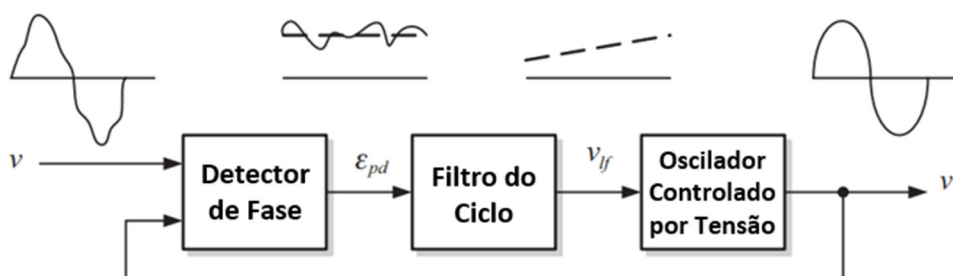 v
Detector
de Fase
ε_pd
Filtro do
Ciclo
v_lf
Oscilador
Controlado
por Tensão
v